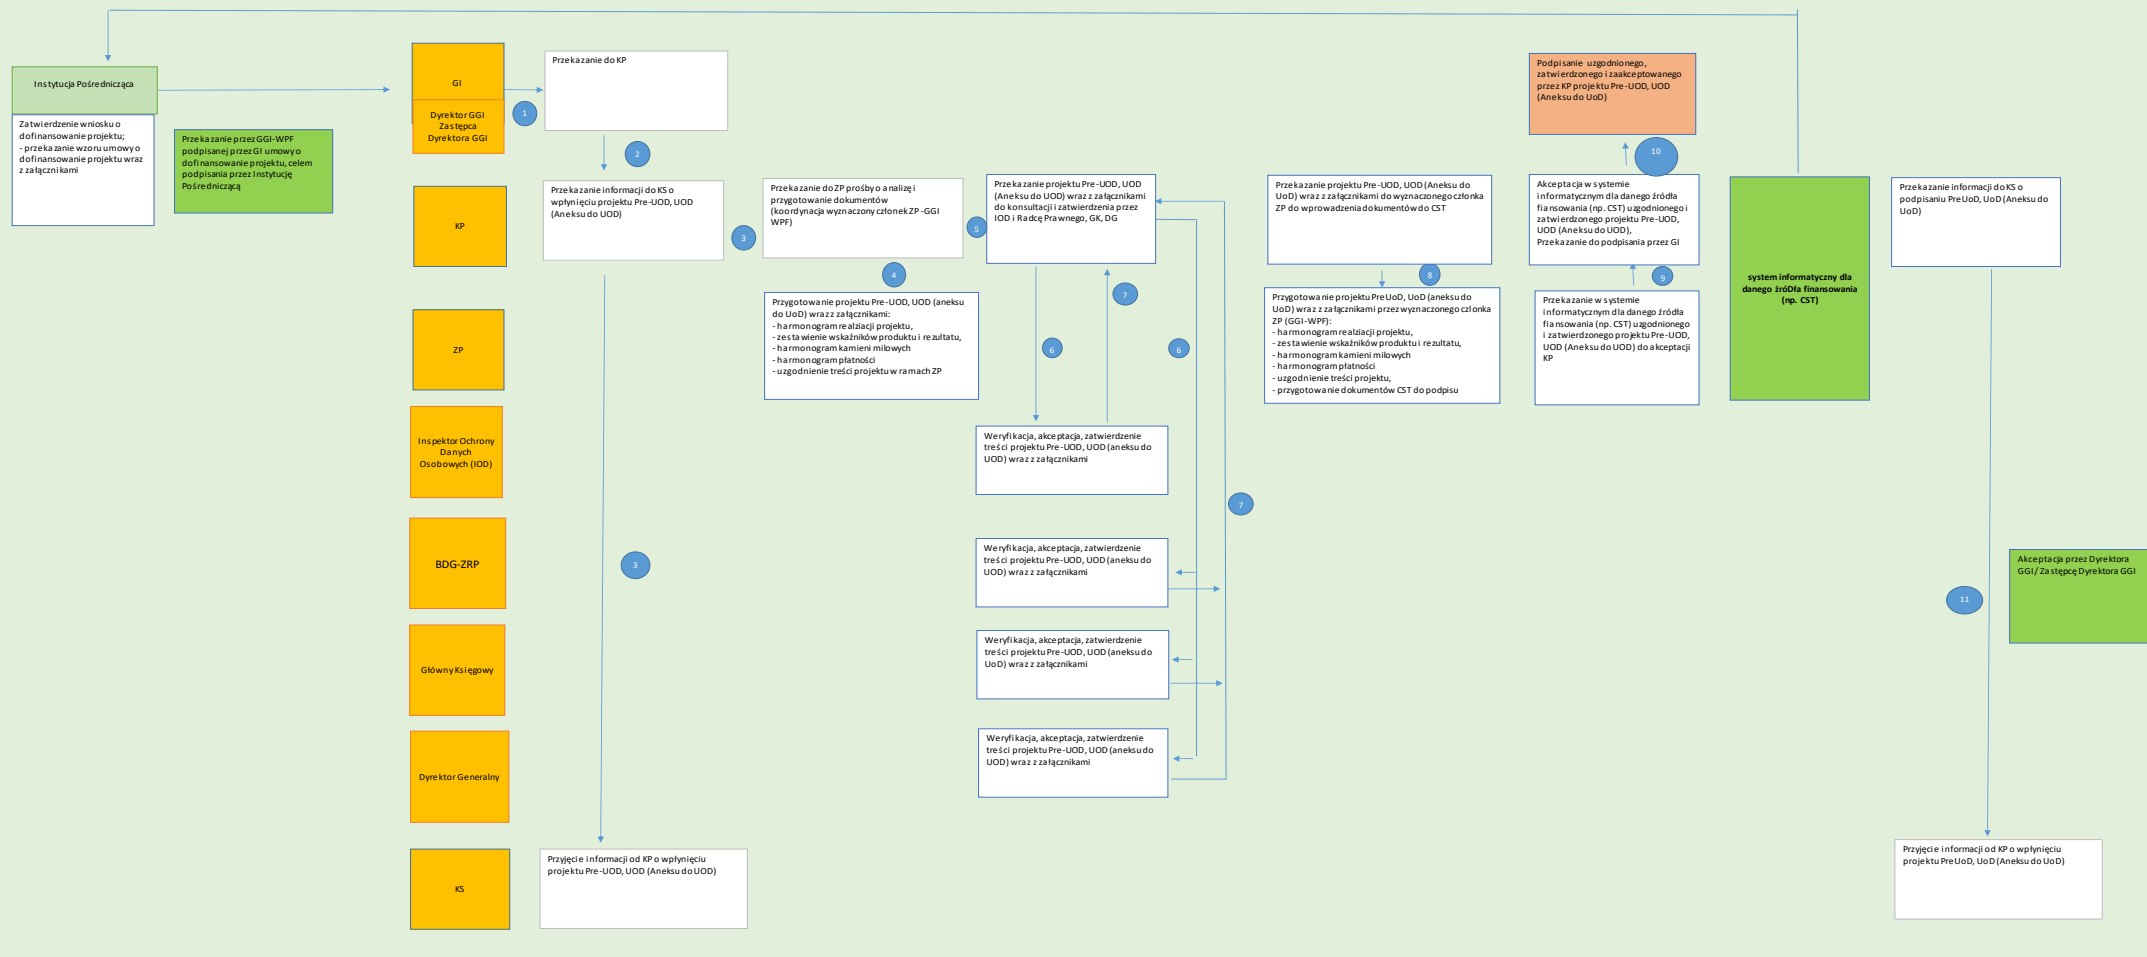 Instytucja Pośrednicząca
Zatwierdzenie wniosku o
dofinansowanie projektu;
- przekazanie wzoru umowy o
dofinansowanie projektu wraz
z załącznikami
Przekazanie przez GGI-WPF
podpisanej przez GI umowy o
dofinansowanie projektu, celem
podpisania przez Instytucję
Pośredniczącą
GI
Dyrektor GGI
Zastępca
Dyrektora GGI
1
Przekazanie do KP
2
KP
Przekazanie informacji do KS o
wpłynięciu projektu Pre-UOD, UOD
(Aneksu do UOD)
3
Przekazanie do ZP prośby o analizę i
przygotowanie dokumentów
(koordynacja wyznaczony członek ZP -GGI
WPF)
4
5
Przekazanie projektu Pre-UOD, UOD
(Aneksu do UOD) wraz z załącznikami
do konsultacji i zatwierdzenia przez
IOD i Radcę Prawnego, GK, DG
ZP
Przygotowanie projektu Pre-UOD, UOD (aneksu
do UoD) wraz z załącznikami:
- harmonogram realziacji projektu,
- zestawienie wskaźników produktu i rezultatu,
- harmonogram kamieni milowych
- harmonogram płatności
- uzgodnienie treści projektu w ramach ZP
6
7
6
7
Inspektor Ochrony
Danych
Osobowych (IOD)
Weryfikacja, akceptacja, zatwierdzenie
treści projektu Pre-UOD, UOD (aneksu do
UOD) wraz z załącznikami
BDG-ZRP
3
Weryfikacja, akceptacja, zatwierdzenie
treści projektu Pre-UOD, UOD (aneksu do
UOD) wraz z załącznikami
Główny Księgowy
Weryfikacja, akceptacja, zatwierdzenie
treści projektu Pre-UOD, UOD (aneksu do
UoD) wraz z załącznikami
Dyrektor Generalny
Weryfikacja, akceptacja, zatwierdzenie
treści projektu Pre-UOD, UOD (aneksu do
UOD) wraz z załącznikami
KS
Przyjęcie informacji od KP o wpłynięciu
projektu Pre-UOD, UOD (Aneksu do UOD)
Przekazanie projektu Pre-UOD, UOD (Aneksu do
UoD) wraz z załącznikami do wyznaczonego członka
ZP do wprowadzenia dokumentów do CST
8
Przygotowanie projektu PreUoD, UoD (aneksu do
UoD) wraz z załącznikami przez wyznaczonego członka
ZP (GGI-WPF):
- harmonogram realziacji projektu,
- zestawienie wskaźników produktu i rezultatu,
- harmonogram kamieni milowych
- harmonogram płatności
- uzgodnienie treści projektu,
- przygotowanie dokumentów CST do podpisu
Podpisanie uzgodnionego,
zatwierdzonego i zaakceptowanego
przez KP projektu Pre-UOD, UOD
(Aneksu do UoD)
10
Akceptacja w systemie
informatycznym dla danego źródła
fiansowania (np. CST) uzgodnionego i
zatwierdzonego projektu Pre-UOD,
UOD (Aneksu do UOD),
Przekazanie do podpisania przez GI
9
Przekazanie w systemie
informatycznym dla danego źródła
fiansowania (np. CST) uzgodnionego
i zatwierdzonego projektu Pre-UOD,
UOD (Aneksu do UOD) do akceptacji
KP
system informatyczny dla
danego źróDła finansowania
(np. CST)
Przekazanie informacji do KS o
podpisaniu PreUoD, UoD (Aneksu do
UoD)
11
Akceptacja przez Dyrektora
GGI/ Zastępcę Dyrektora GGI
Przyjęcie informacji od KP o wpłynięciu
projektu PreUoD, UoD (Aneksu do UoD)